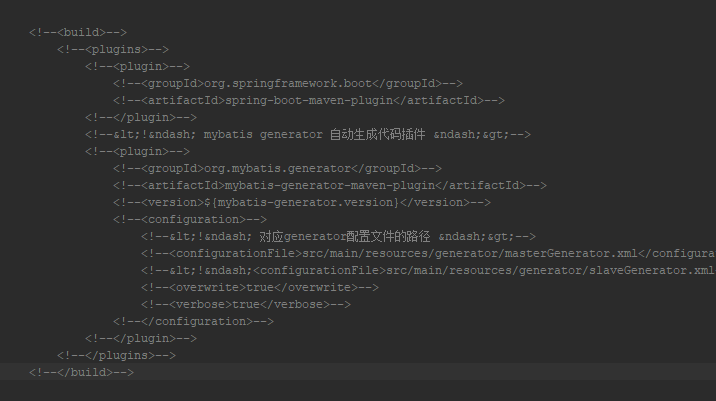 <!--<build>-->
<!--<plugins>-->
<!--<plugin>-->
<!--<groupId>org.springframework.boot</groupId>-->
<!--<artifactId>spring-boot-maven-plugin</artifactId>-->
<!--</plugin>-->
<!--&lt;!&ndash; mybatis generator 自动生成代码插件 &ndash;&gt;-->
<!--<plugin>-->
<!--<groupId>org.mybatis.generator</groupId>-->
<!--<artifactId>mybatis-generator-maven-plugin</artifactId>-->
<!--<version>${mybatis-generator.version}</version>-->
<!--<configuration>-->
<!--&lt;!&ndash; 对应generator配置文件的路径 &ndash;&gt;-->
<!--<configurationFile>src/main/resources/generator/masterGenerator.xml</configura
<!--&lt;!&ndash;<configurationFile>src/main/resources/generator/slaveGenerator.xml
<!--<overwrite>true</overwrite>-->
<!--<verbose>true</verbose>-->
<!--</configuration>-->
<!--</plugin>-->
<!--</plugins>-->
<!--</build>-->